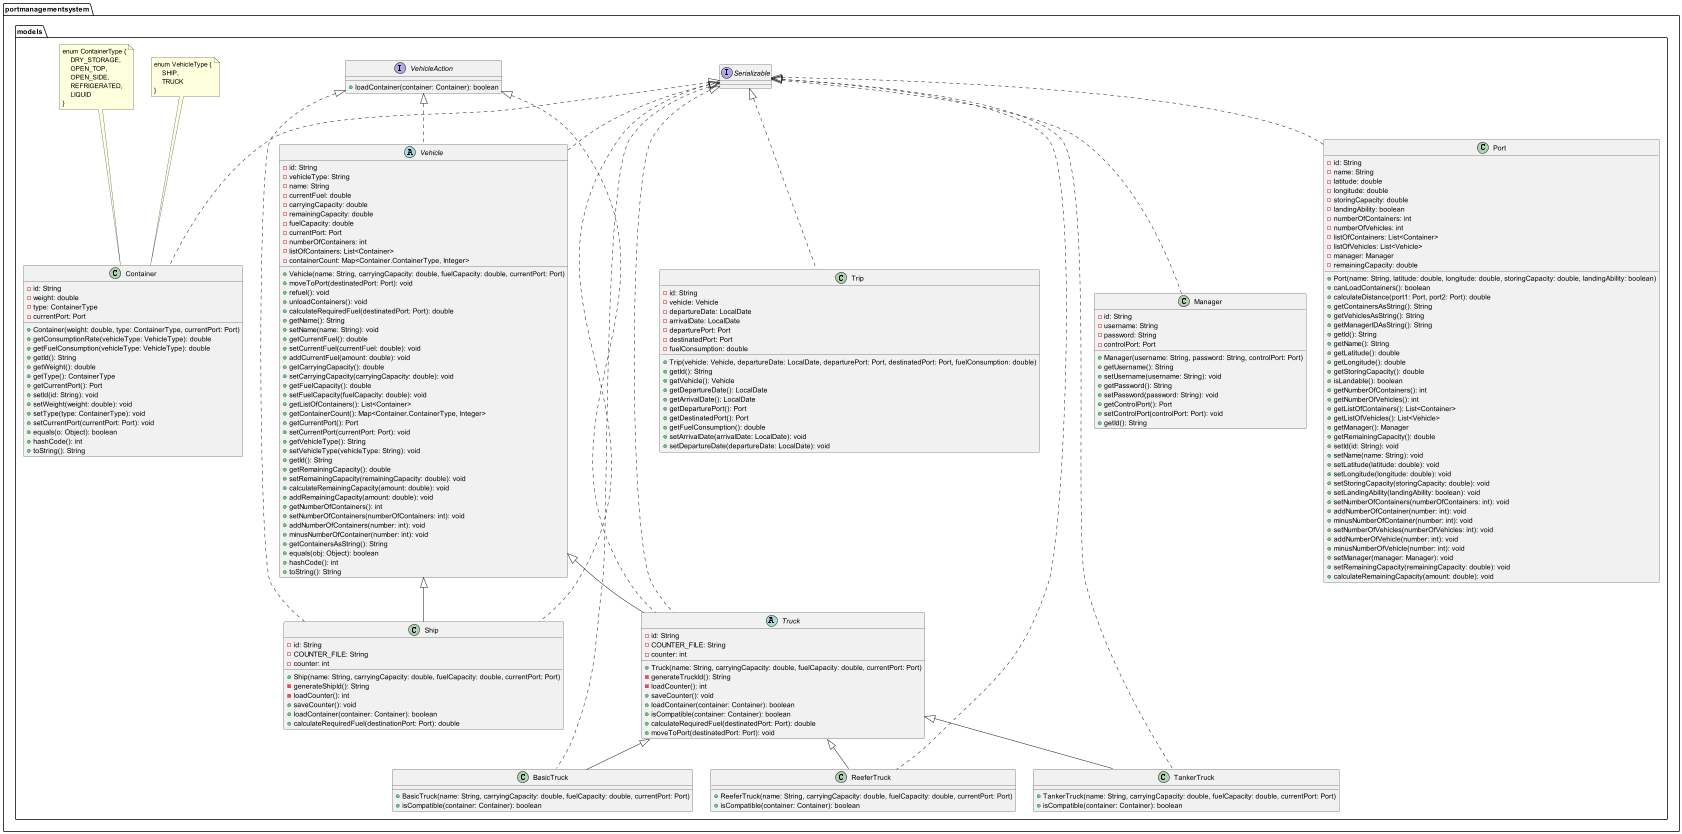 portmanagementsystem
models
enum ContainerType {
DRY_STORAGE,
OPEN_TOP,
OPEN_SIDE,
REFRIGERATED,
LIQUID
}
enum VehicleType {
SHIP,
TRUCK
}
I VehicleAction
loadContainer(container: Container): boolean
I Serializable
A Vehicle
id: String
vehicleType: String
name: String
currentFuel: double
carryingCapacity: double
remainingCapacity: double
fuelCapacity: double
currentPort: Port
numberOfContainers: int
listOfContainers: List<Container>
containerCount: Map<Container.ContainerType, Integer>
Vehicle(name: String, carryingCapacity: double, fuelCapacity: double, currentPort: Port)
moveToPort(destinatedPort: Port): void
refuel(): void
unloadContainers(): void
calculateRequiredFuel(destinatedPort: Port): double
getName(): String
setName(name: String): void
getCurrentFuel(): double
setCurrentFuel(currentFuel: double): void
addCurrentFuel(amount: double): void
getCarryingCapacity(): double
setCarryingCapacity(carryingCapacity: double): void
getFuelCapacity(): double
setFuelCapacity(fuelCapacity: double): void
getListOfContainers(): List<Container>
getContainerCount(): Map<Container.ContainerType, Integer>
getCurrentPort(): Port
setCurrentPort(currentPort: Port): void
getVehicleType(): String
setVehicleType(vehicleType: String): void
getId(): String
getRemainingCapacity(): double
setRemainingCapacity(remainingCapacity: double): void
calculateRemainingCapacity(amount: double): void
addRemainingCapacity(amount: double): void
getNumberOfContainers(): int
setNumberOfContainers(numberOfContainers: int): void
addNumberOfContainers(number: int): void
minusNumberOfContainer(number: int): void
getContainersAsString(): String
equals(obj: Object): boolean
hashCode(): int
toString(): String
C Port
id: String
name: String
latitude: double
longitude: double
storingCapacity: double
landingAbility: boolean
numberOfContainers: int
numberOfVehicles: int
listOfContainers: List<Container>
listOfVehicles: List<Vehicle>
manager: Manager
remainingCapacity: double
Port(name: String, latitude: double, longitude: double, storingCapacity: double, landingAbility: boolean)
canLoadContainers(): boolean
calculateDistance(port1: Port, port2: Port): double
getContainersAsString(): String
getVehiclesAsString(): String
getManagerIDAsString(): String
getId(): String
getName(): String
getLatitude(): double
getLongitude(): double
getStoringCapacity(): double
isLandable(): boolean
getNumberOfContainers(): int
getNumberOfVehicles(): int
getListOfContainers(): List<Container>
getListOfVehicles(): List<Vehicle>
getManager(): Manager
getRemainingCapacity(): double
setId(id: String): void
setName(name: String): void
setLatitude(latitude: double): void
setLongitude(longitude: double): void
setStoringCapacity(storingCapacity: double): void
setLandingAbility(landingAbility: boolean): void
setNumberOfContainers(numberOfContainers: int): void
addNumberOfContainer(number: int): void
minusNumberOfContainer(number: int): void
setNumberOfVehicles(numberOfVehicles: int): void
addNumberOfVehicle(number: int): void
minusNumberOfVehicle(number: int): void
setManager(manager: Manager): void
setRemainingCapacity(remainingCapacity: double): void
calculateRemainingCapacity(amount: double): void
C Container
id: String
weight: double
type: ContainerType
currentPort: Port
Container(weight: double, type: ContainerType, currentPort: Port)
getConsumptionRate(vehicleType: VehicleType): double
getFuelConsumption(vehicleType: VehicleType): double
getId(): String
getWeight(): double
getType(): ContainerType
getCurrentPort(): Port
setId(id: String): void
setWeight(weight: double): void
setType(type: ContainerType): void
setCurrentPort(currentPort: Port): void
equals(o: Object): boolean
hashCode(): int
toString(): String
C Trip
id: String
vehicle: Vehicle
departureDate: LocalDate
arrivalDate: LocalDate
departurePort: Port
destinatedPort: Port
fuelConsumption: double
Trip(vehicle: Vehicle, departureDate: LocalDate, departurePort: Port, destinatedPort: Port, fuelConsumption: double)
getId(): String
getVehicle(): Vehicle
getDepartureDate(): LocalDate
getArrivalDate(): LocalDate
getDeparturePort(): Port
getDestinatedPort(): Port
getFuelConsumption(): double
setArrivalDate(arrivalDate: LocalDate): void
setDepartureDate(departureDate: LocalDate): void
C Manager
id: String
username: String
password: String
controlPort: Port
Manager(username: String, password: String, controlPort: Port)
getUsername(): String
setUsername(username: String): void
getPassword(): String
setPassword(password: String): void
getControlPort(): Port
setControlPort(controlPort: Port): void
getId(): String
C Ship
id: String
COUNTER_FILE: String
counter: int
Ship(name: String, carryingCapacity: double, fuelCapacity: double, currentPort: Port)
generateShipId(): String
loadCounter(): int
saveCounter(): void
loadContainer(container: Container): boolean
calculateRequiredFuel(destinationPort: Port): double
A Truck
id: String
COUNTER_FILE: String
counter: int
Truck(name: String, carryingCapacity: double, fuelCapacity: double, currentPort: Port)
generateTruckId(): String
loadCounter(): int
saveCounter(): void
loadContainer(container: Container): boolean
isCompatible(container: Container): boolean
calculateRequiredFuel(destinatedPort: Port): double
moveToPort(destinatedPort: Port): void
C BasicTruck
BasicTruck(name: String, carryingCapacity: double, fuelCapacity: double, currentPort: Port)
isCompatible(container: Container): boolean
C ReeferTruck
ReeferTruck(name: String, carryingCapacity: double, fuelCapacity: double, currentPort: Port)
isCompatible(container: Container): boolean
C TankerTruck
TankerTruck(name: String, carryingCapacity: double, fuelCapacity: double, currentPort: Port)
isCompatible(container: Container): boolean